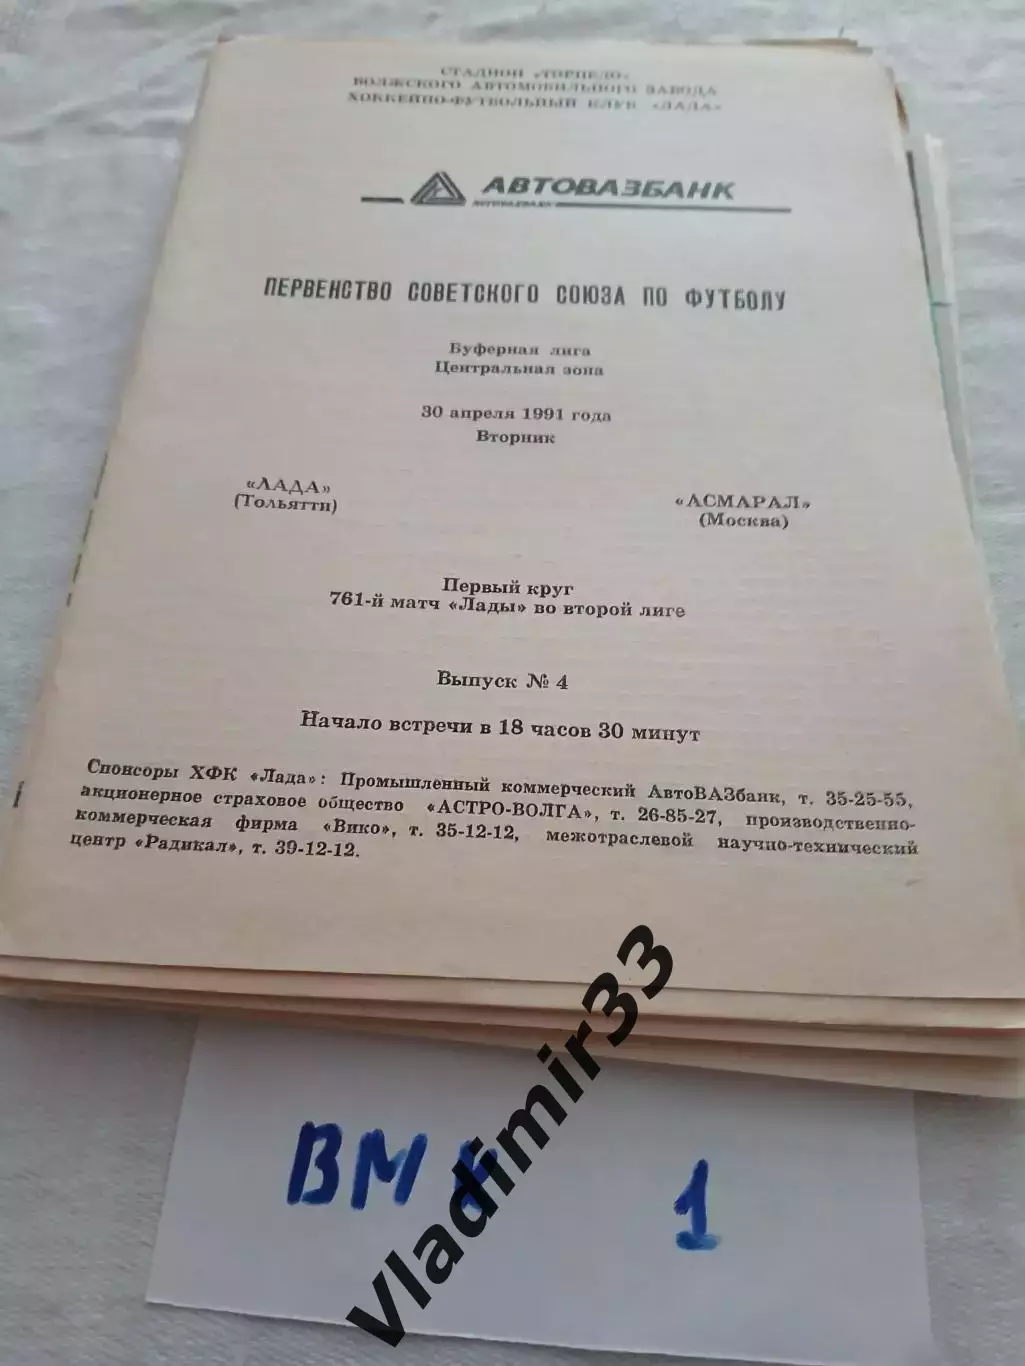 СТАДИОН «ТОРПЕДО»
ВОЛЖСКОГО АВТОМОБИЛЬНОГО ЗАВОДА
ХОККЕЙНО-ФУТБОЛЬНЫЙ КЛУБ «ЛАДА»
АВТОВАЗБАНК
ПЕРВЕНСТВО СОВЕТСКОГО СОЮЗА ПО ФУТБОЛУ
Буферная лига
Центральная зона
30 апреля 1991 года
Вторник
«ЛАДА»
(Тольятти)
«АСМАРАЛ»
(Москва)
Первый круг
761-й матч «Лады» во второй лиге
Выпуск № 4
Начало встречи в 18 часов 30 минут
Спонсоры ХФК «Лада»: Промышленный коммерческий АвтоВАЗбанк, т. 35-25-55,
акционерное страховое общество «АСТРО-ВОЛГА», т. 26-85-27, производственно-
коммерческая фирма «Вико», т. 35-12-12, межотраслевой научно-технический
центр «Радикал», т. 39-12-12.
1
Vladimir33